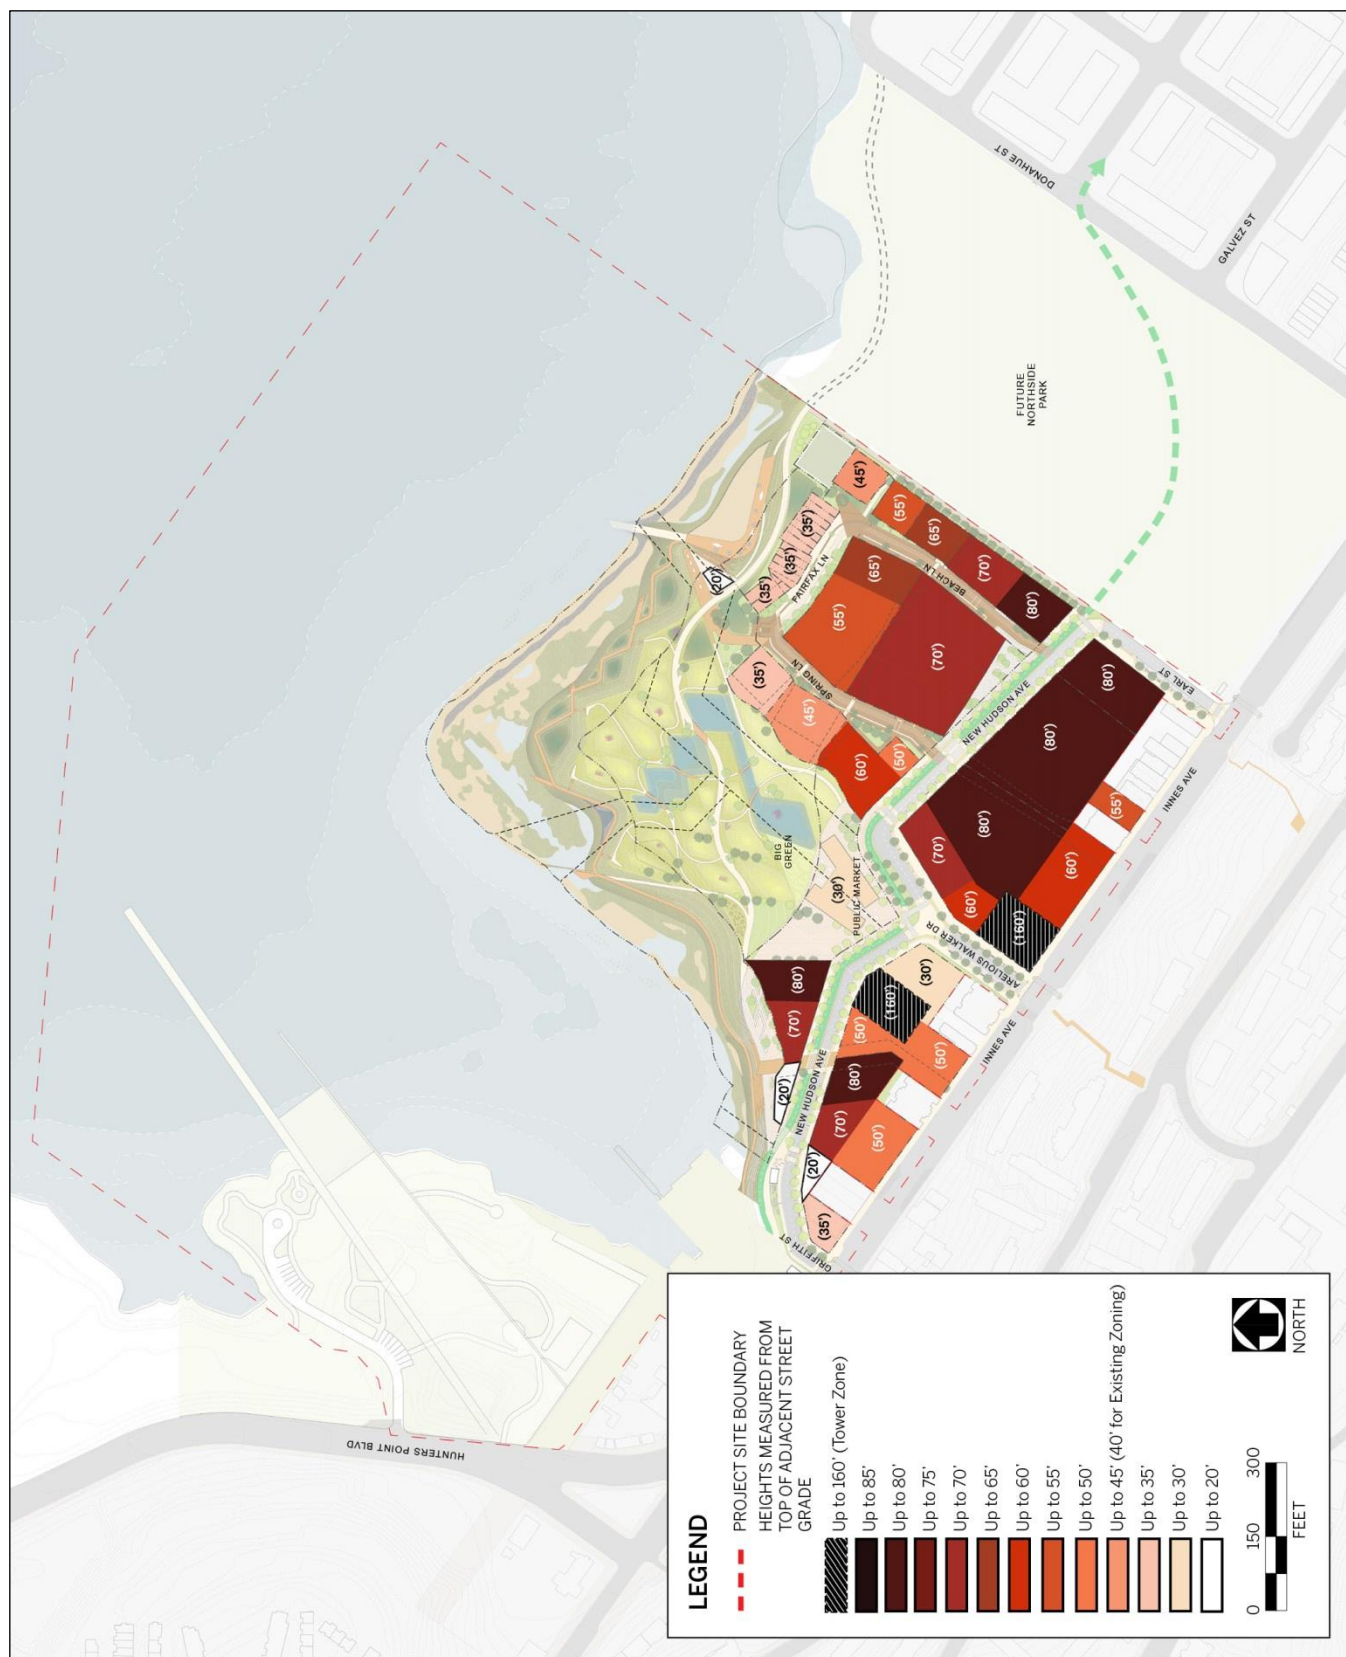 HUNTERS POINT BLVD
LEGEND
PROJECT SITE BOUNDARY
HEIGHTS MEASURED FROM
TOP OF ADJACENT STREET
GRADE
Up to 160' (Tower Zone)
Up to 85'
Up to 80'
Up to 75'
Up to 70'
Up to 65'
Up to 60'
Up to 55
Up to 50'
Up to 45' (40' for Existing Zoning)
Up to 35'
Up to 30'
Up to 20'
0 150 300
FEET
NORTH
GRIFFITH ST
NEW HUDSON AVE
INNES AVE
ARELIOUS WALKER DR
PUBLIC MARKET
BIG
GREEN
SPRING LN
FAIRFAX LN
BEACH LN
NEW HUDSON AVE
EARL ST
INNES AVE
FUTURE
NORTHSIDE
PARK
DONAHUE ST
GALVEZ ST
(20')
(70')
(80')
(30')
(35')
(20')
(70')
(80')
(50')
(50')
(160')
(50')
(30')
(20')
(35')
(35')
(35')
(45')
(35')
(45')
(60')
(50')
(55')
(65')
(70')
(55')
(65')
(70')
(80')
(70')
(60')
(160')
(60')
(55')
(80')
(80')
(80')